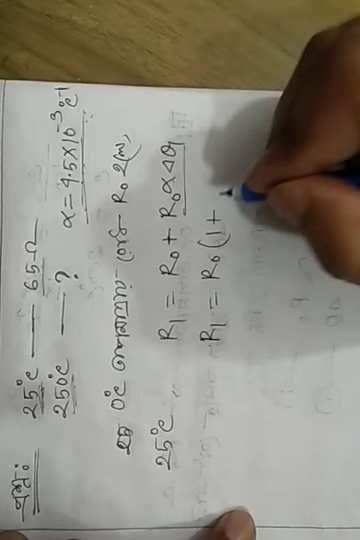 প্রশ্ন: 25°C —— 65Ω
250°C —— ? α = 4.5×10⁻³ °C⁻¹
0°C তাপমাত্রায় R₀ হলে,
25°C R₁ = R₀ + R₀αΔθ
R₁ = R₀(1+